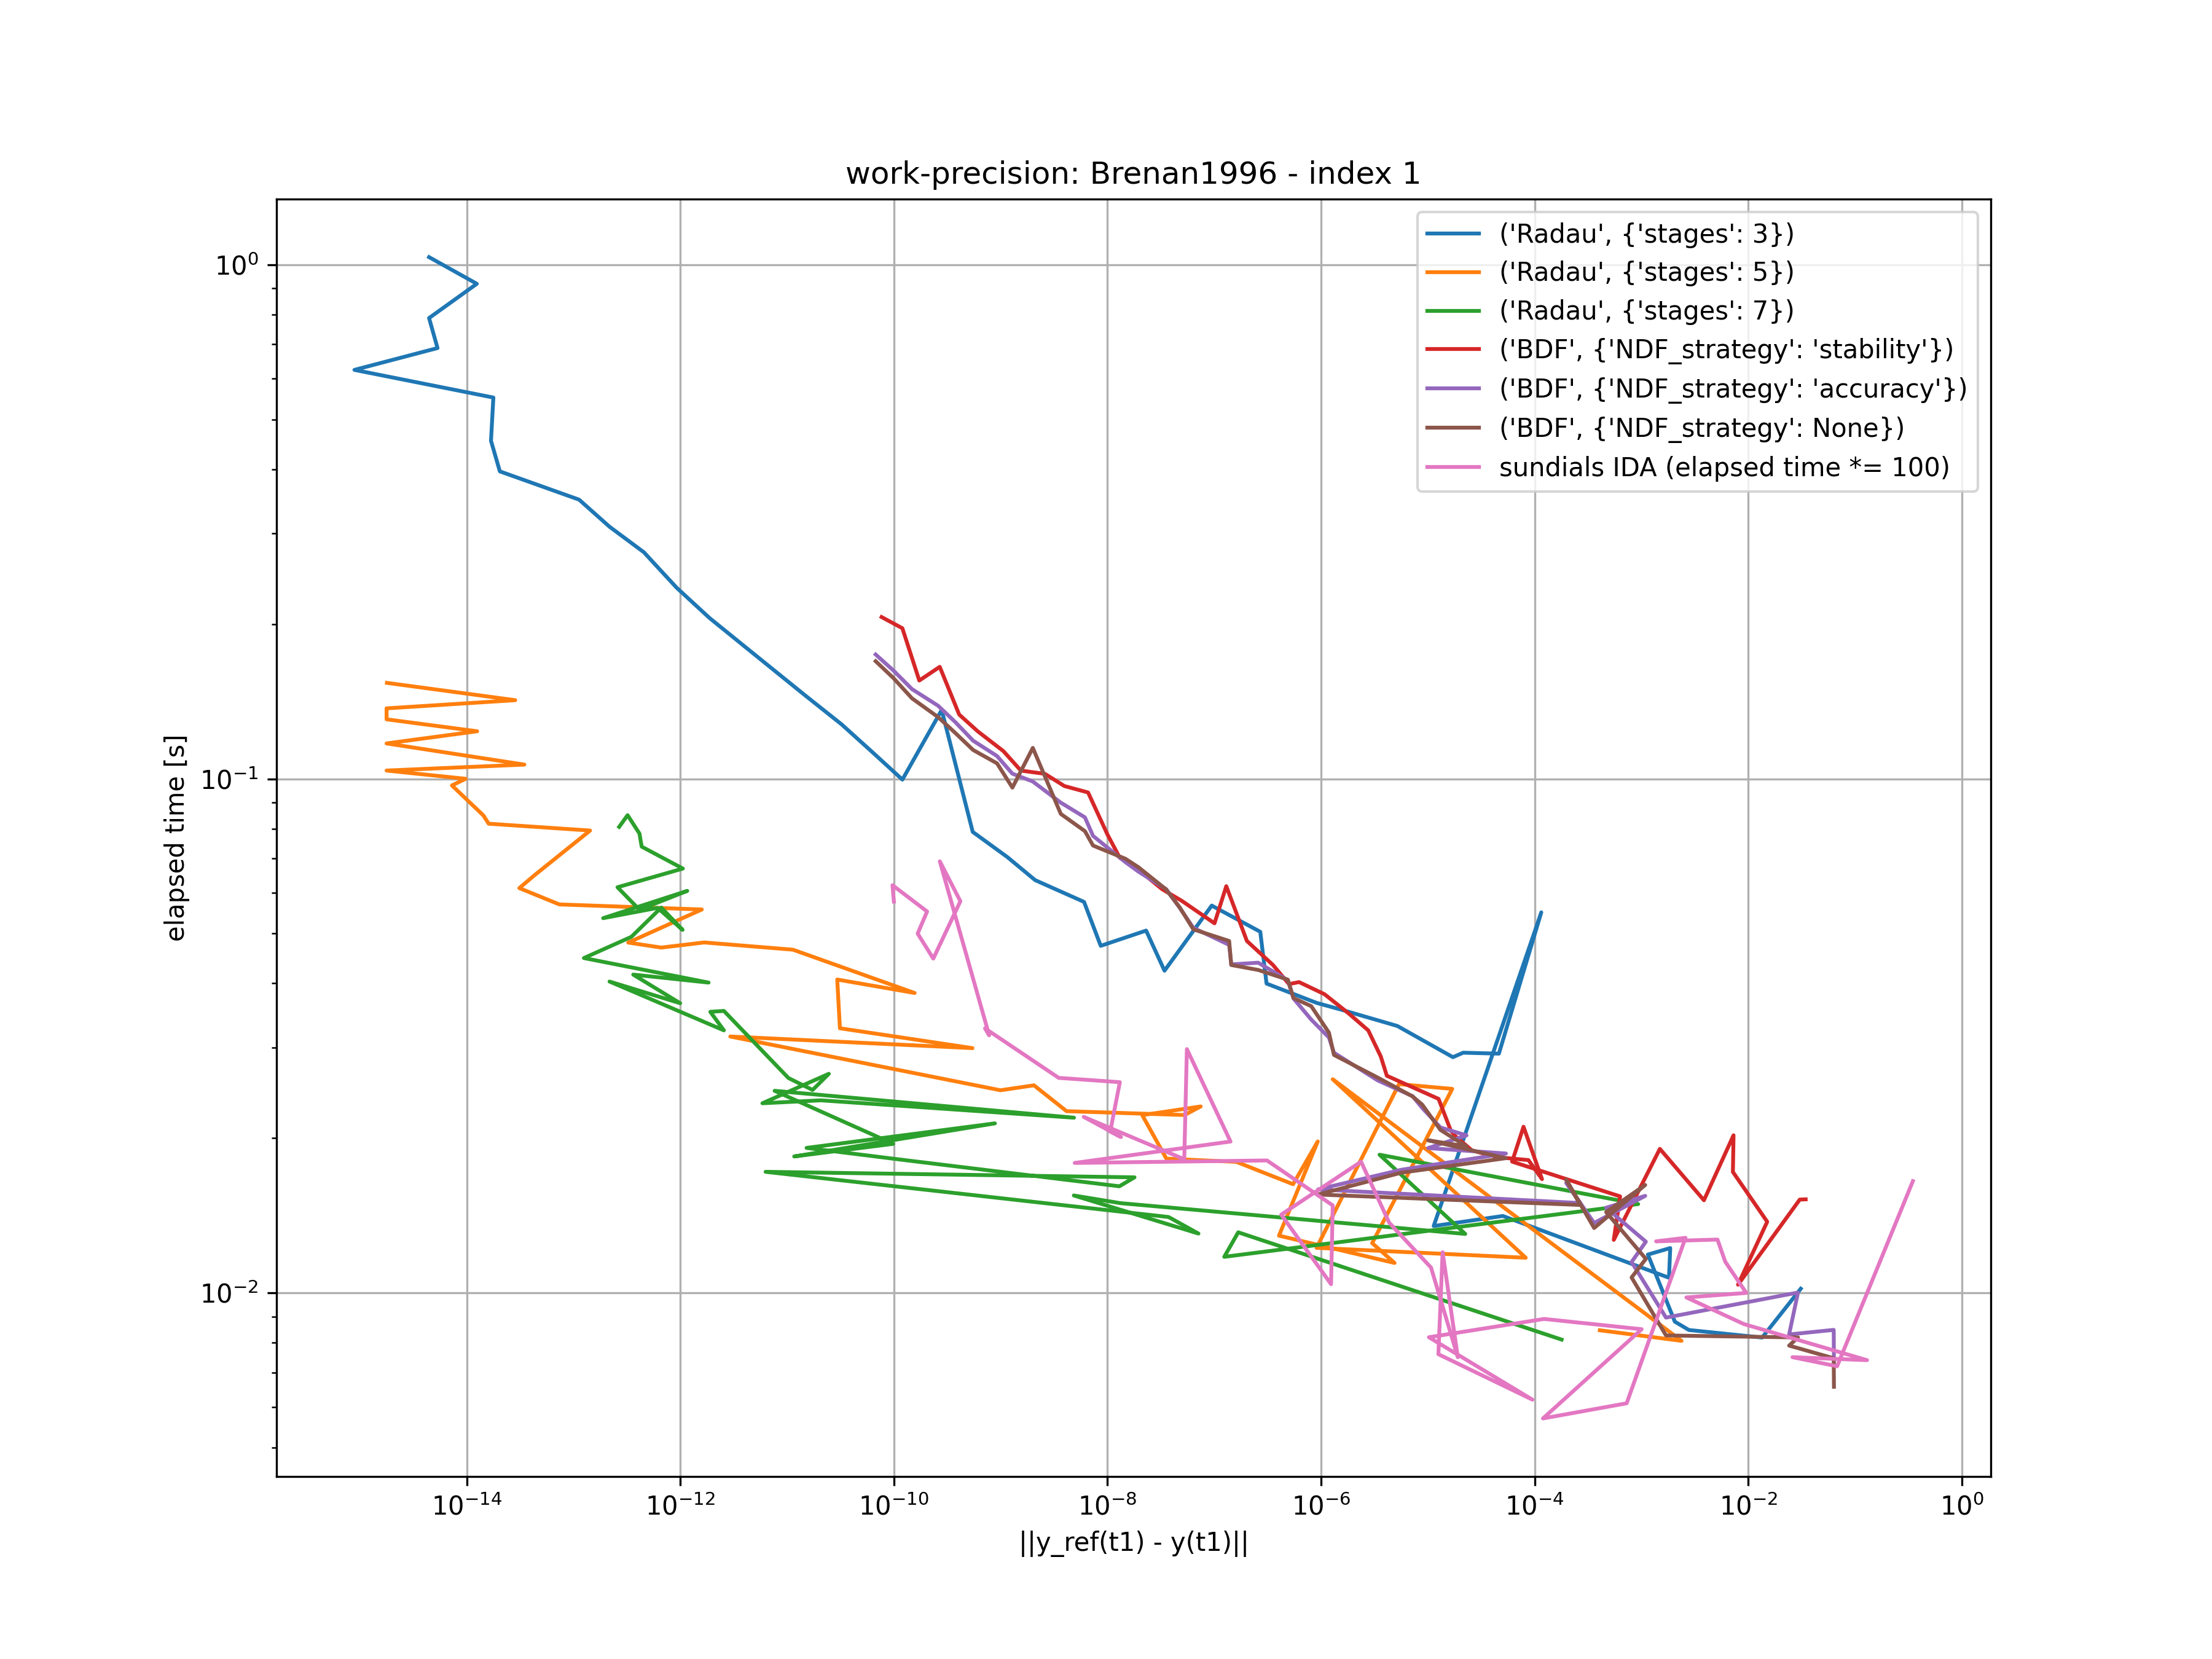 work-precision: Brenan1996 - index 1
('Radau', {'stages': 3})
('Radau', {'stages': 5})
('Radau', {'stages': 7})
('BDF', {'NDF_strategy': 'stability'})
('BDF', {'NDF_strategy': 'accuracy'})
('BDF', {'NDF_strategy': None})
sundials IDA (elapsed time *= 100)
elapsed time [s]
10⁰
10⁻¹
10⁻²
10⁻¹⁴ 10⁻¹² 10⁻¹⁰ 10⁻⁸ 10⁻⁶ 10⁻⁴ 10⁻² 10⁰
||y_ref(t1) - y(t1)||